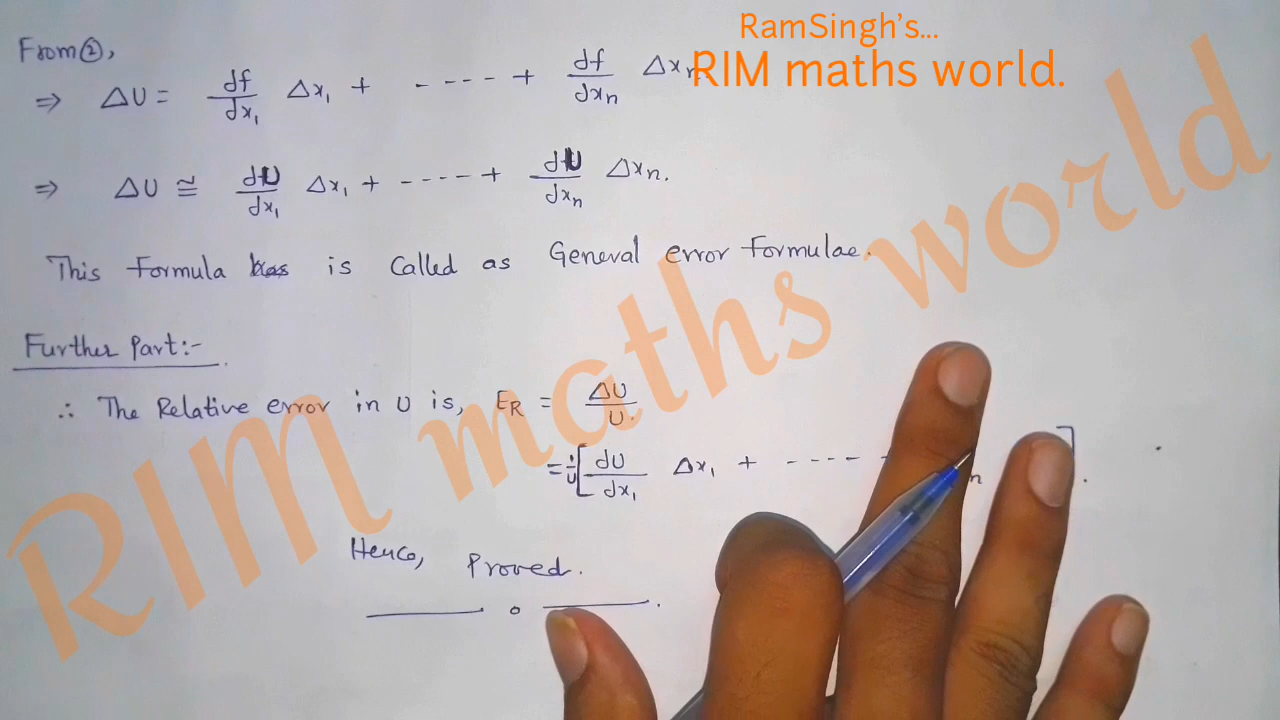 RamSingh's...
RIM maths world.
From②,
⇒ ΔU = df/dx₁ Δx₁ + ---- + df/dxₙ Δxₙ
⇒ ΔU ≅ dU/dx₁ Δx₁ + ---- + dU/dxₙ Δxₙ.
This Formula is Called as General error Formulae.
Further Part:-
∴ The Relative error in U is, E_R = ΔU/U.
= 1/U [dU/dx₁ Δx₁ + ---- n].
Hence, Proved.
RIM maths world